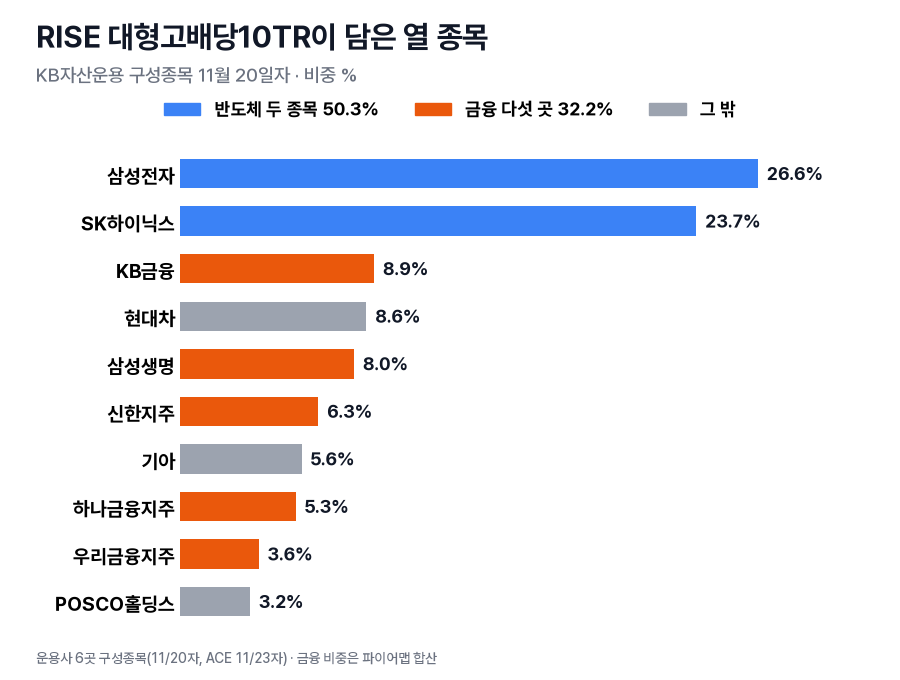 RISE 대형고배당10TR이 담은 열 종목
KB자산운용 구성종목 11월 20일자 · 비중 %
반도체 두 종목 50.3% 금융 다섯 곳 32.2% 그 밖
삼성전자 26.6%
SK하이닉스 23.7%
KB금융 8.9%
현대차 8.6%
삼성생명 8.0%
신한지주 6.3%
기아 5.6%
하나금융지주 5.3%
우리금융지주 3.6%
POSCO홀딩스 3.2%
운용사 6곳 구성종목(11/20자, ACE 11/23자) · 금융 비중은 파이어맵 합산